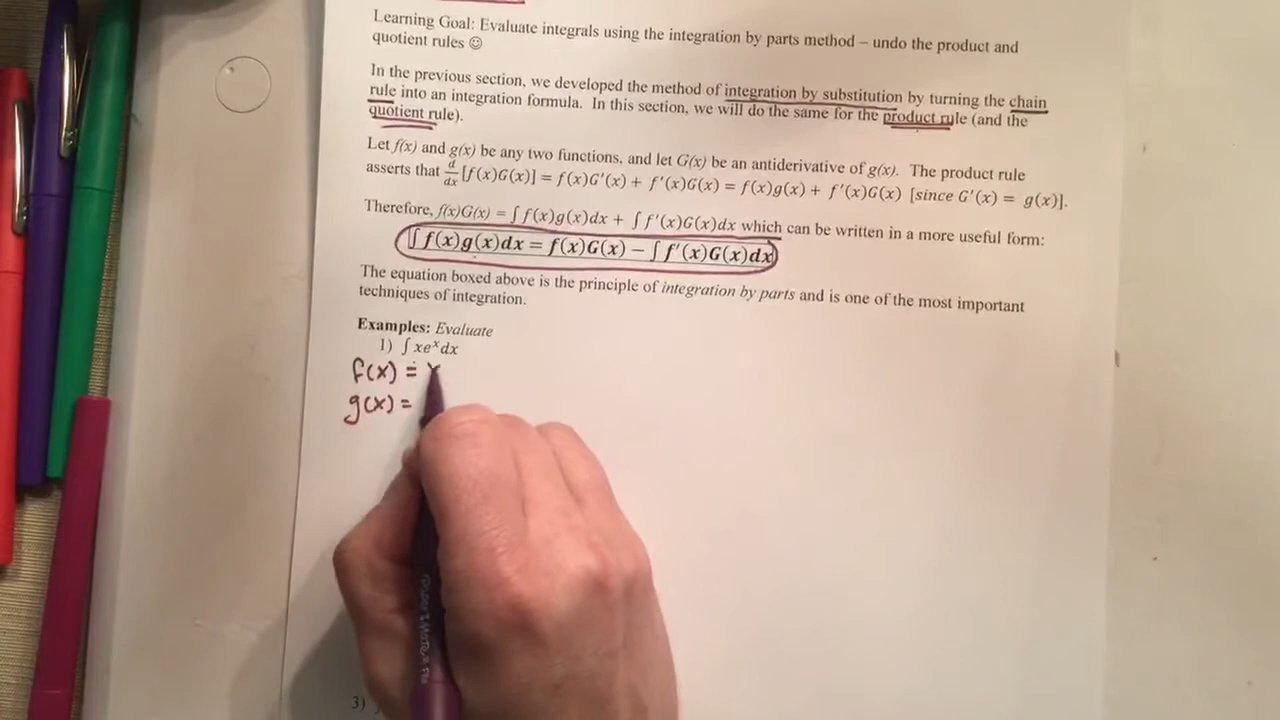 Learning Goal: Evaluate integrals using the integration by parts method – undo the product and
quotient rules ☺
In the previous section, we developed the method of integration by substitution by turning the chain
rule into an integration formula. In this section, we will do the same for the product rule (and the
quotient rule).
Let f(x) and g(x) be any two functions, and let G(x) be an antiderivative of g(x). The product rule
asserts that d/dx [f(x)G(x)] = f(x)G'(x) + f'(x)G(x) = f(x)g(x) + f'(x)G(x) [since G'(x) = g(x)].
Therefore, f(x)G(x) = ∫ f(x)g(x)dx + ∫ f'(x)G(x)dx which can be written in a more useful form:
∫ f(x)g(x)dx = f(x)G(x) − ∫ f'(x)G(x)dx
The equation boxed above is the principle of integration by parts and is one of the most important
techniques of integration.
Examples: Evaluate
1) ∫ xeˣdx
f(x) = x
g(x) =
3)